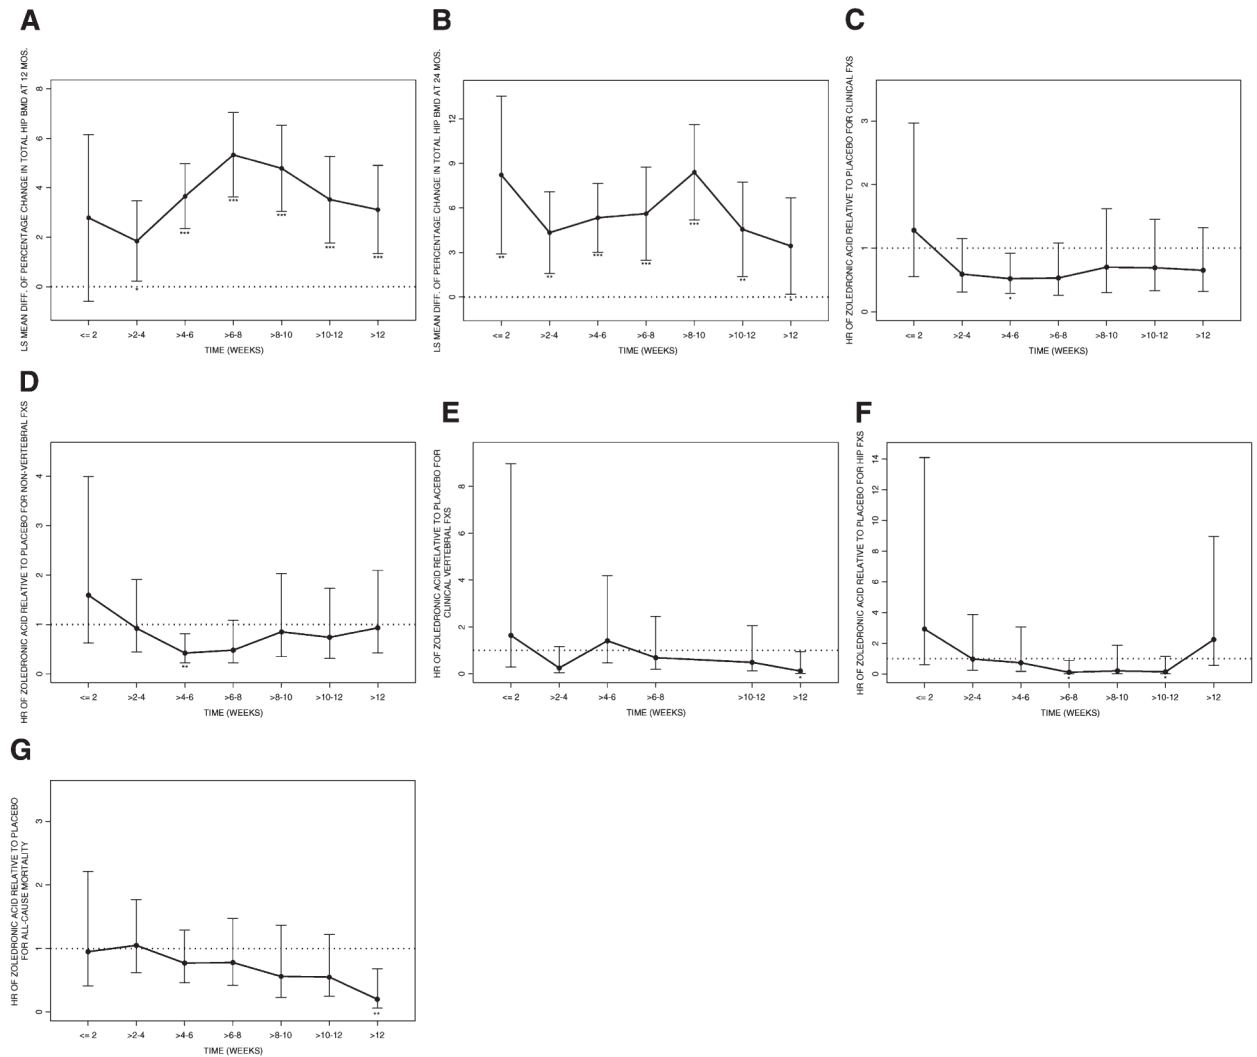 A
LS MEAN DIFF. OF PERCENTAGE CHANGE IN TOTAL HIP BMD AT 12 MOS.
8
6
4
2
0
*
***
***
***
***
***
<= 2 >2-4 >4-6 >6-8 >8-10 >10-12 >12
TIME (WEEKS)
B
LS MEAN DIFF. OF PERCENTAGE CHANGE IN TOTAL HIP BMD AT 24 MOS.
12
9
6
3
0
**
**
***
***
***
**
*
<= 2 >2-4 >4-6 >6-8 >8-10 >10-12 >12
TIME (WEEKS)
C
HR OF ZOLEDRONIC ACID RELATIVE TO PLACEBO FOR CLINICAL FXS
3
2
1
0
*
<= 2 >2-4 >4-6 >6-8 >8-10 >10-12 >12
TIME (WEEKS)
D
HR OF ZOLEDRONIC ACID RELATIVE TO PLACEBO FOR NON-VERTEBRAL FXS
4
3
2
1
0
**
<= 2 >2-4 >4-6 >6-8 >8-10 >10-12 >12
TIME (WEEKS)
E
HR OF ZOLEDRONIC ACID RELATIVE TO PLACEBO FOR
CLINICAL VERTEBRAL FXS
8
6
4
2
0
*
<= 2 >2-4 >4-6 >6-8 >10-12 >12
TIME (WEEKS)
F
HR OF ZOLEDRONIC ACID RELATIVE TO PLACEBO FOR HIP FXS
14
12
10
8
6
4
2
0
*
*
<= 2 >2-4 >4-6 >6-8 >8-10 >10-12 >12
TIME (WEEKS)
G
HR OF ZOLEDRONIC ACID RELATIVE TO PLACEBO
FOR ALL-CAUSE MORTALITY
3
2
1
0
**
<= 2 >2-4 >4-6 >6-8 >8-10 >10-12 >12
TIME (WEEKS)